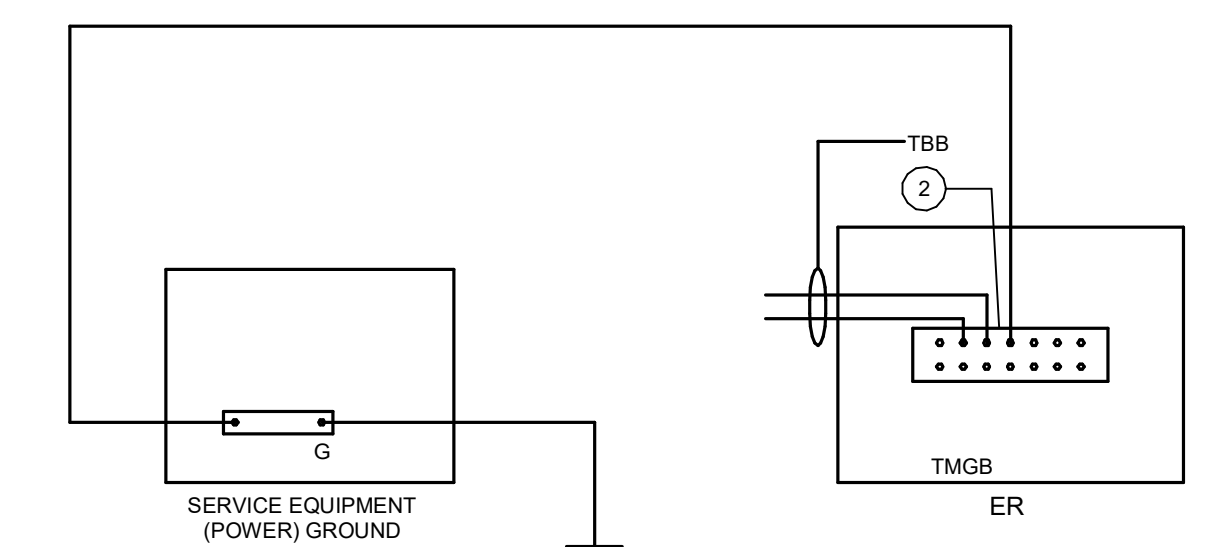 TBB
2
G
TMGB
SERVICE EQUIPMENT
(POWER) GROUND
ER